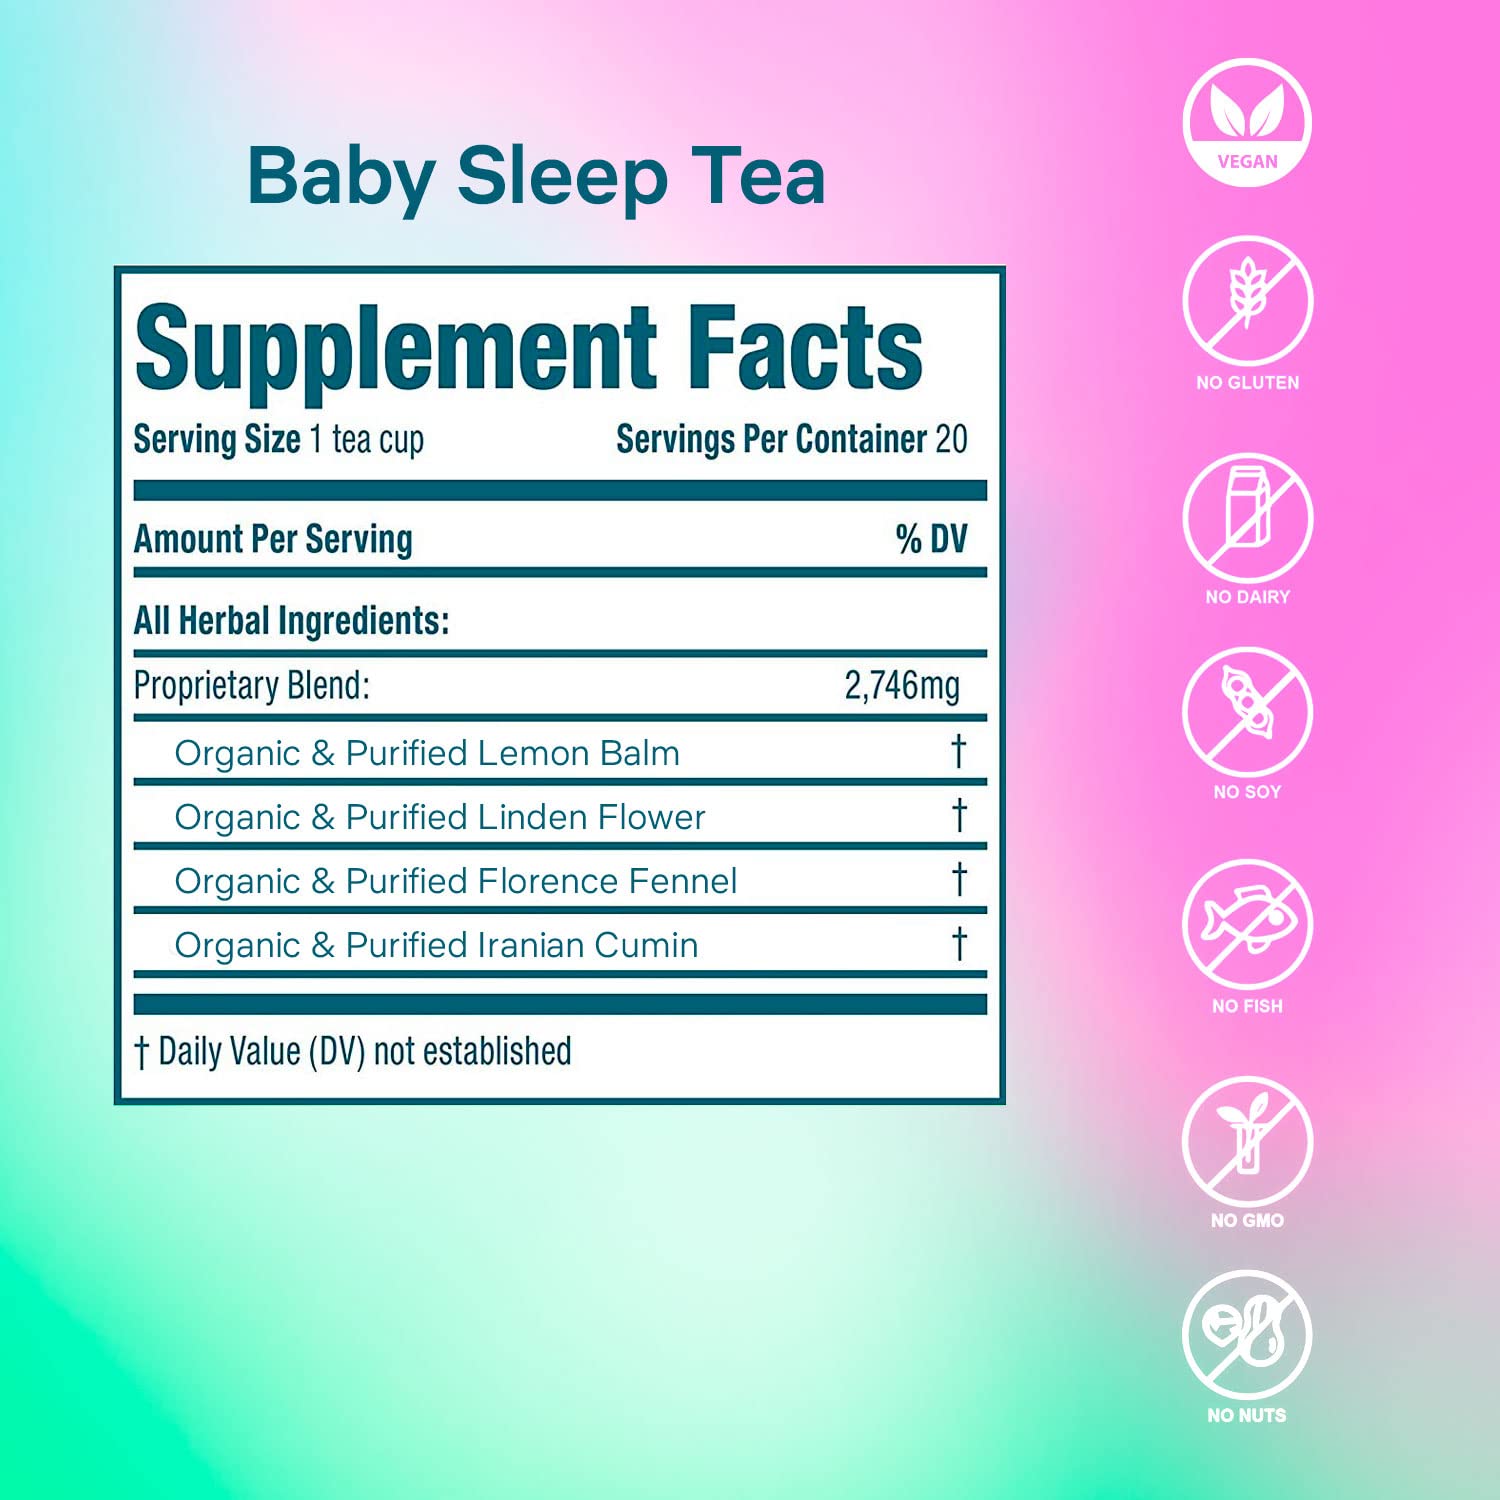 Baby Sleep Tea
Supplement Facts
Serving Size 1 tea cup Servings Per Container 20
Amount Per Serving % DV
All Herbal Ingredients:
Proprietary Blend: 2,746mg
Organic & Purified Lemon Balm †
Organic & Purified Linden Flower †
Organic & Purified Florence Fennel †
Organic & Purified Iranian Cumin †
† Daily Value (DV) not established
VEGAN
NO GLUTEN
NO DAIRY
NO SOY
NO FISH
NO GMO
NO NUTS